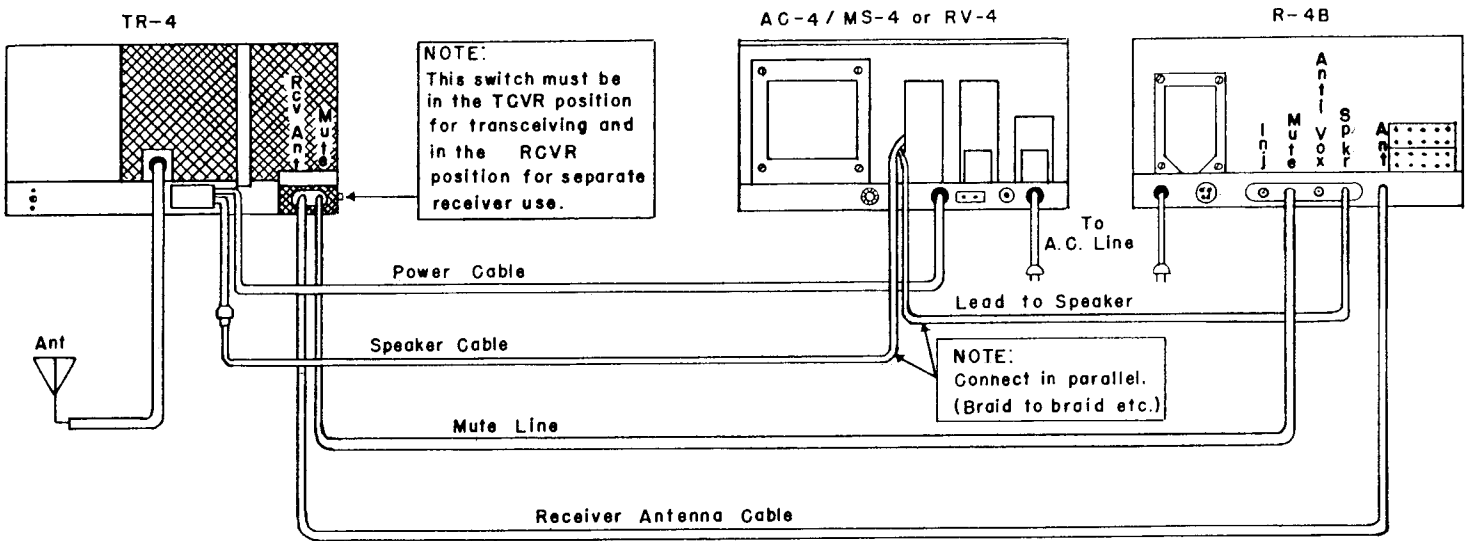 TR-4
AC-4 / MS-4 or RV-4
R-4B
NOTE:
This switch must be
in the TCVR position
for transceiving and
in the RCVR
position for separate
receiver use.
Rcv Ant
Mute
Inj
Mute
Anti Vox
Spkr
Ant
To
A.C. Line
Power Cable
Lead to Speaker
Ant
Speaker Cable
NOTE:
Connect in parallel.
(Braid to braid etc.)
Mute Line
Receiver Antenna Cable